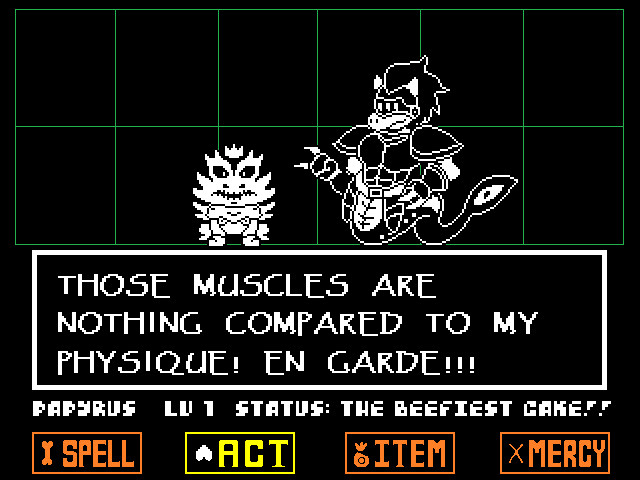 THOSE MUSCLES ARE
NOTHING COMPARED TO MY
PHYSIQUE! EN GARDE!!!
PAPYRUS LV 1 STATUS: THE BEEFIEST CAKE!!
SPELL ACT ITEM MERCY